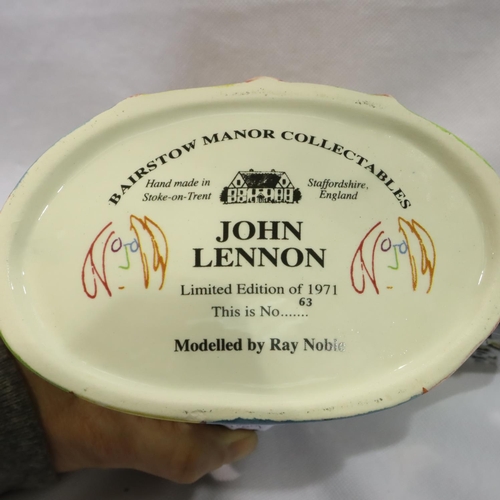 BAIRSTOW MANOR COLLECTABLES
Hand made in
Stoke-on-Trent
Staffordshire,
England
JOHN
LENNON
Limited Edition of 1971
This is No....... 63
Modelled by Ray Noble